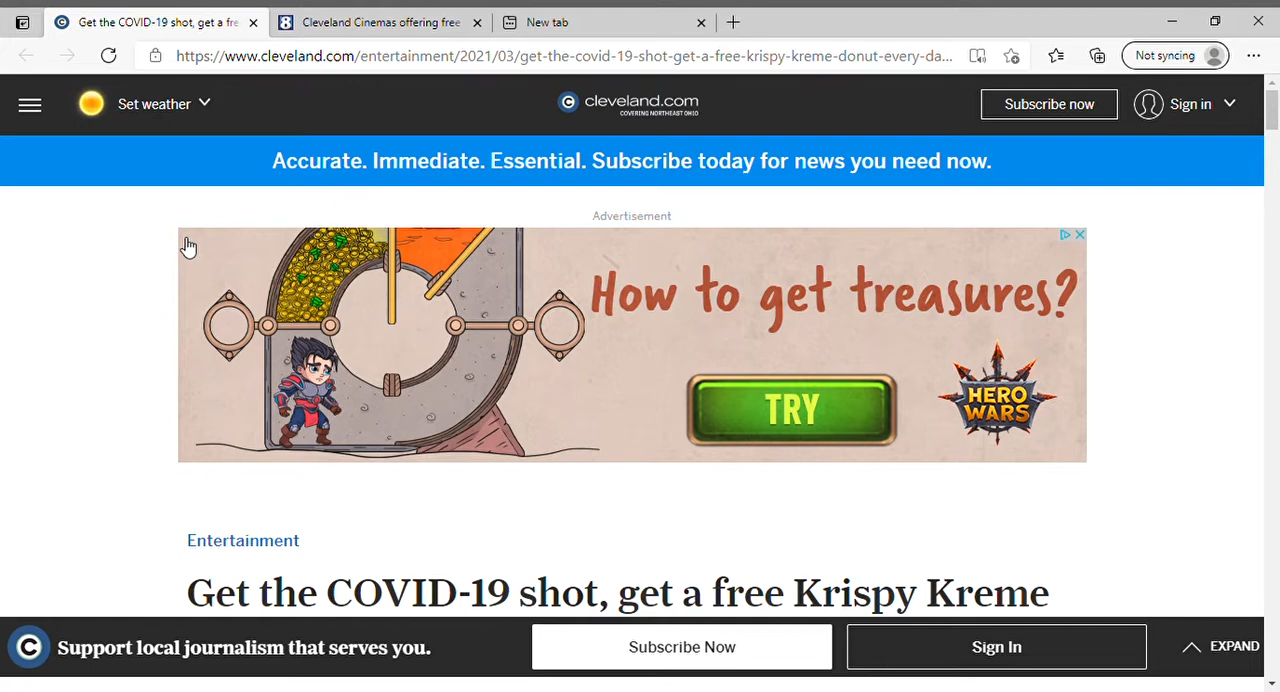 Get the COVID-19 shot, get a fre
Cleveland Cinemas offering free
New tab
https://www.cleveland.com/entertainment/2021/03/get-the-covid-19-shot-get-a-free-krispy-kreme-donut-every-da...
Not syncing
Set weather
cleveland.com
COVERING NORTHEAST OHIO
Subscribe now
Sign in
Accurate. Immediate. Essential. Subscribe today for news you need now.
Advertisement
How to get treasures?
TRY
HERO
WARS
Entertainment
Get the COVID-19 shot, get a free Krispy Kreme
Support local journalism that serves you.
Subscribe Now
Sign In
EXPAND